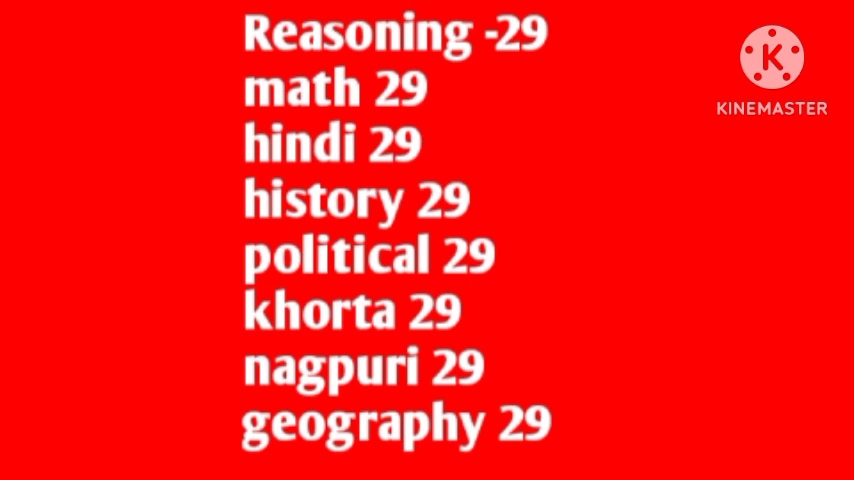 Reasoning -29
math 29
hindi 29
history 29
political 29
khorta 29
nagpuri 29
geography 29
K
KINEMASTER